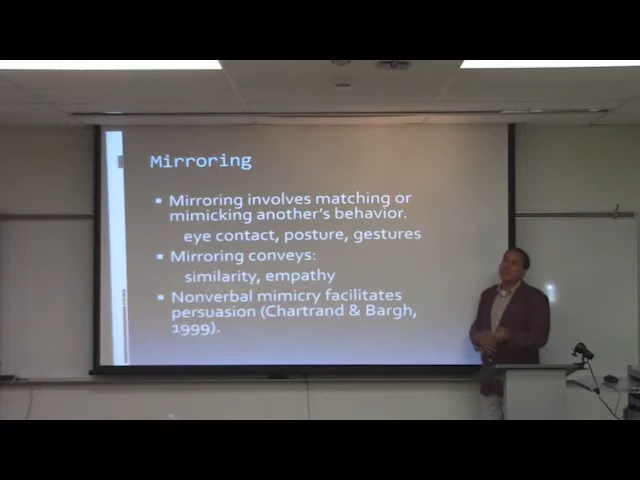 Mirroring
▪ Mirroring involves matching or
mimicking another's behavior.
eye contact, posture, gestures
▪ Mirroring conveys:
similarity, empathy
▪ Nonverbal mimicry facilitates
persuasion (Chartrand & Bargh,
1999).